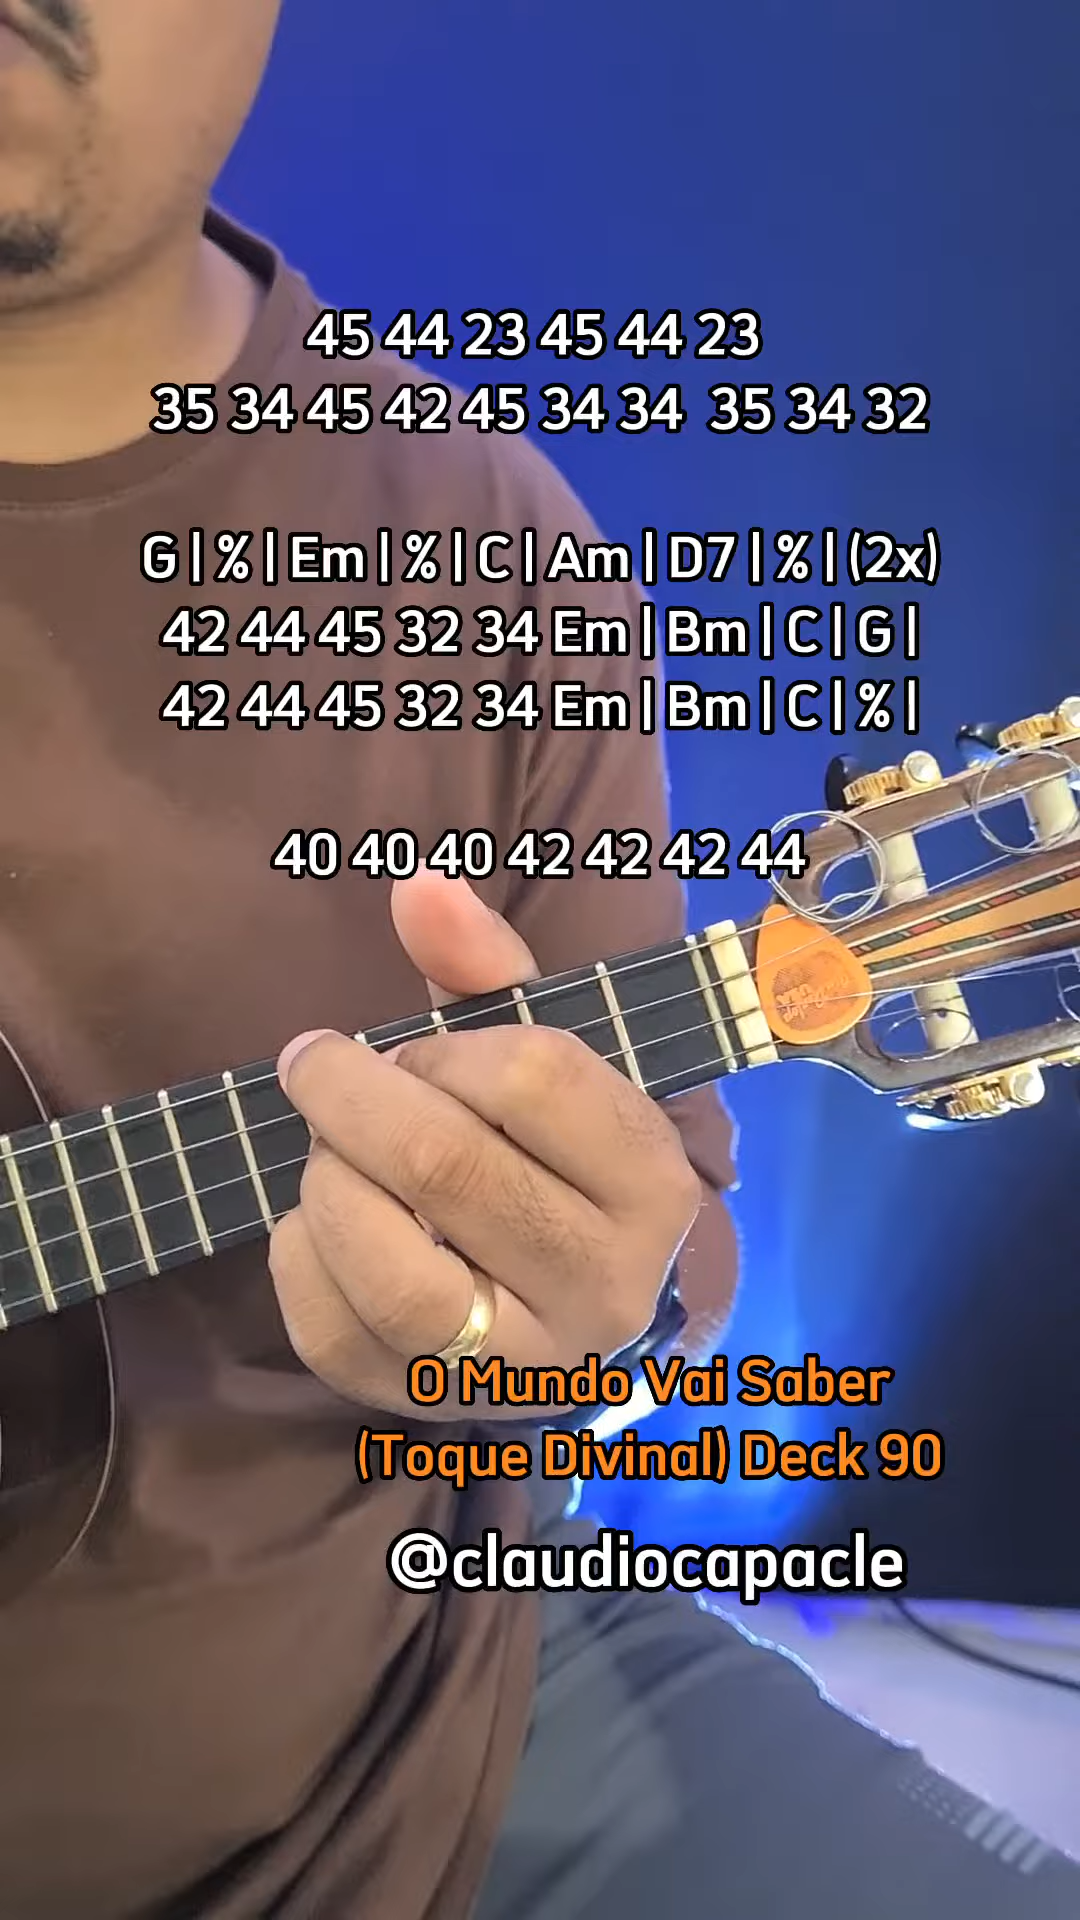 45 44 23 45 44 23
35 34 45 42 45 34 34 35 34 32
G | % | Em | % | C | Am | D7 | % | (2x)
42 44 45 32 34 Em | Bm | C | G |
42 44 45 32 34 Em | Bm | C | % |
40 40 40 42 42 42 44
O Mundo Vai Saber
(Toque Divinal) Deck 90
@claudiocapacle